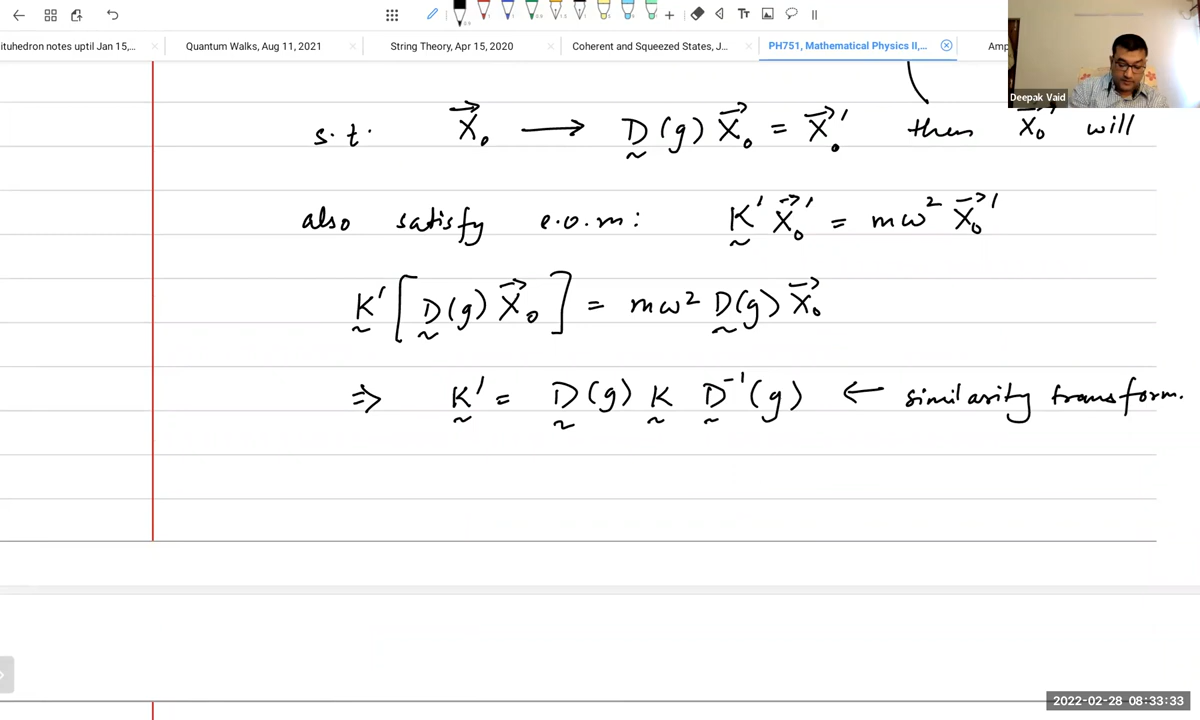 ituhedron notes uptil Jan 15,...
Quantum Walks, Aug 11, 2021
String Theory, Apr 15, 2020
Coherent and Squeezed States, J...
PH751, Mathematical Physics II,...
Amp
Deepak Vaid
s.t. X⃗₀ ⟶ D̰(g) X⃗₀ = X⃗₀′ then X⃗₀′ will
also satisfy e.o.m: K̰′ X⃗₀′ = mω² X⃗₀′
K̰′ [ D̰(g) X⃗₀ ] = mω² D̰(g) X⃗₀
⇒ K̰′ = D̰(g) K̰ D̰⁻¹(g) ← similarity transform.
2022-02-28 08:33:33